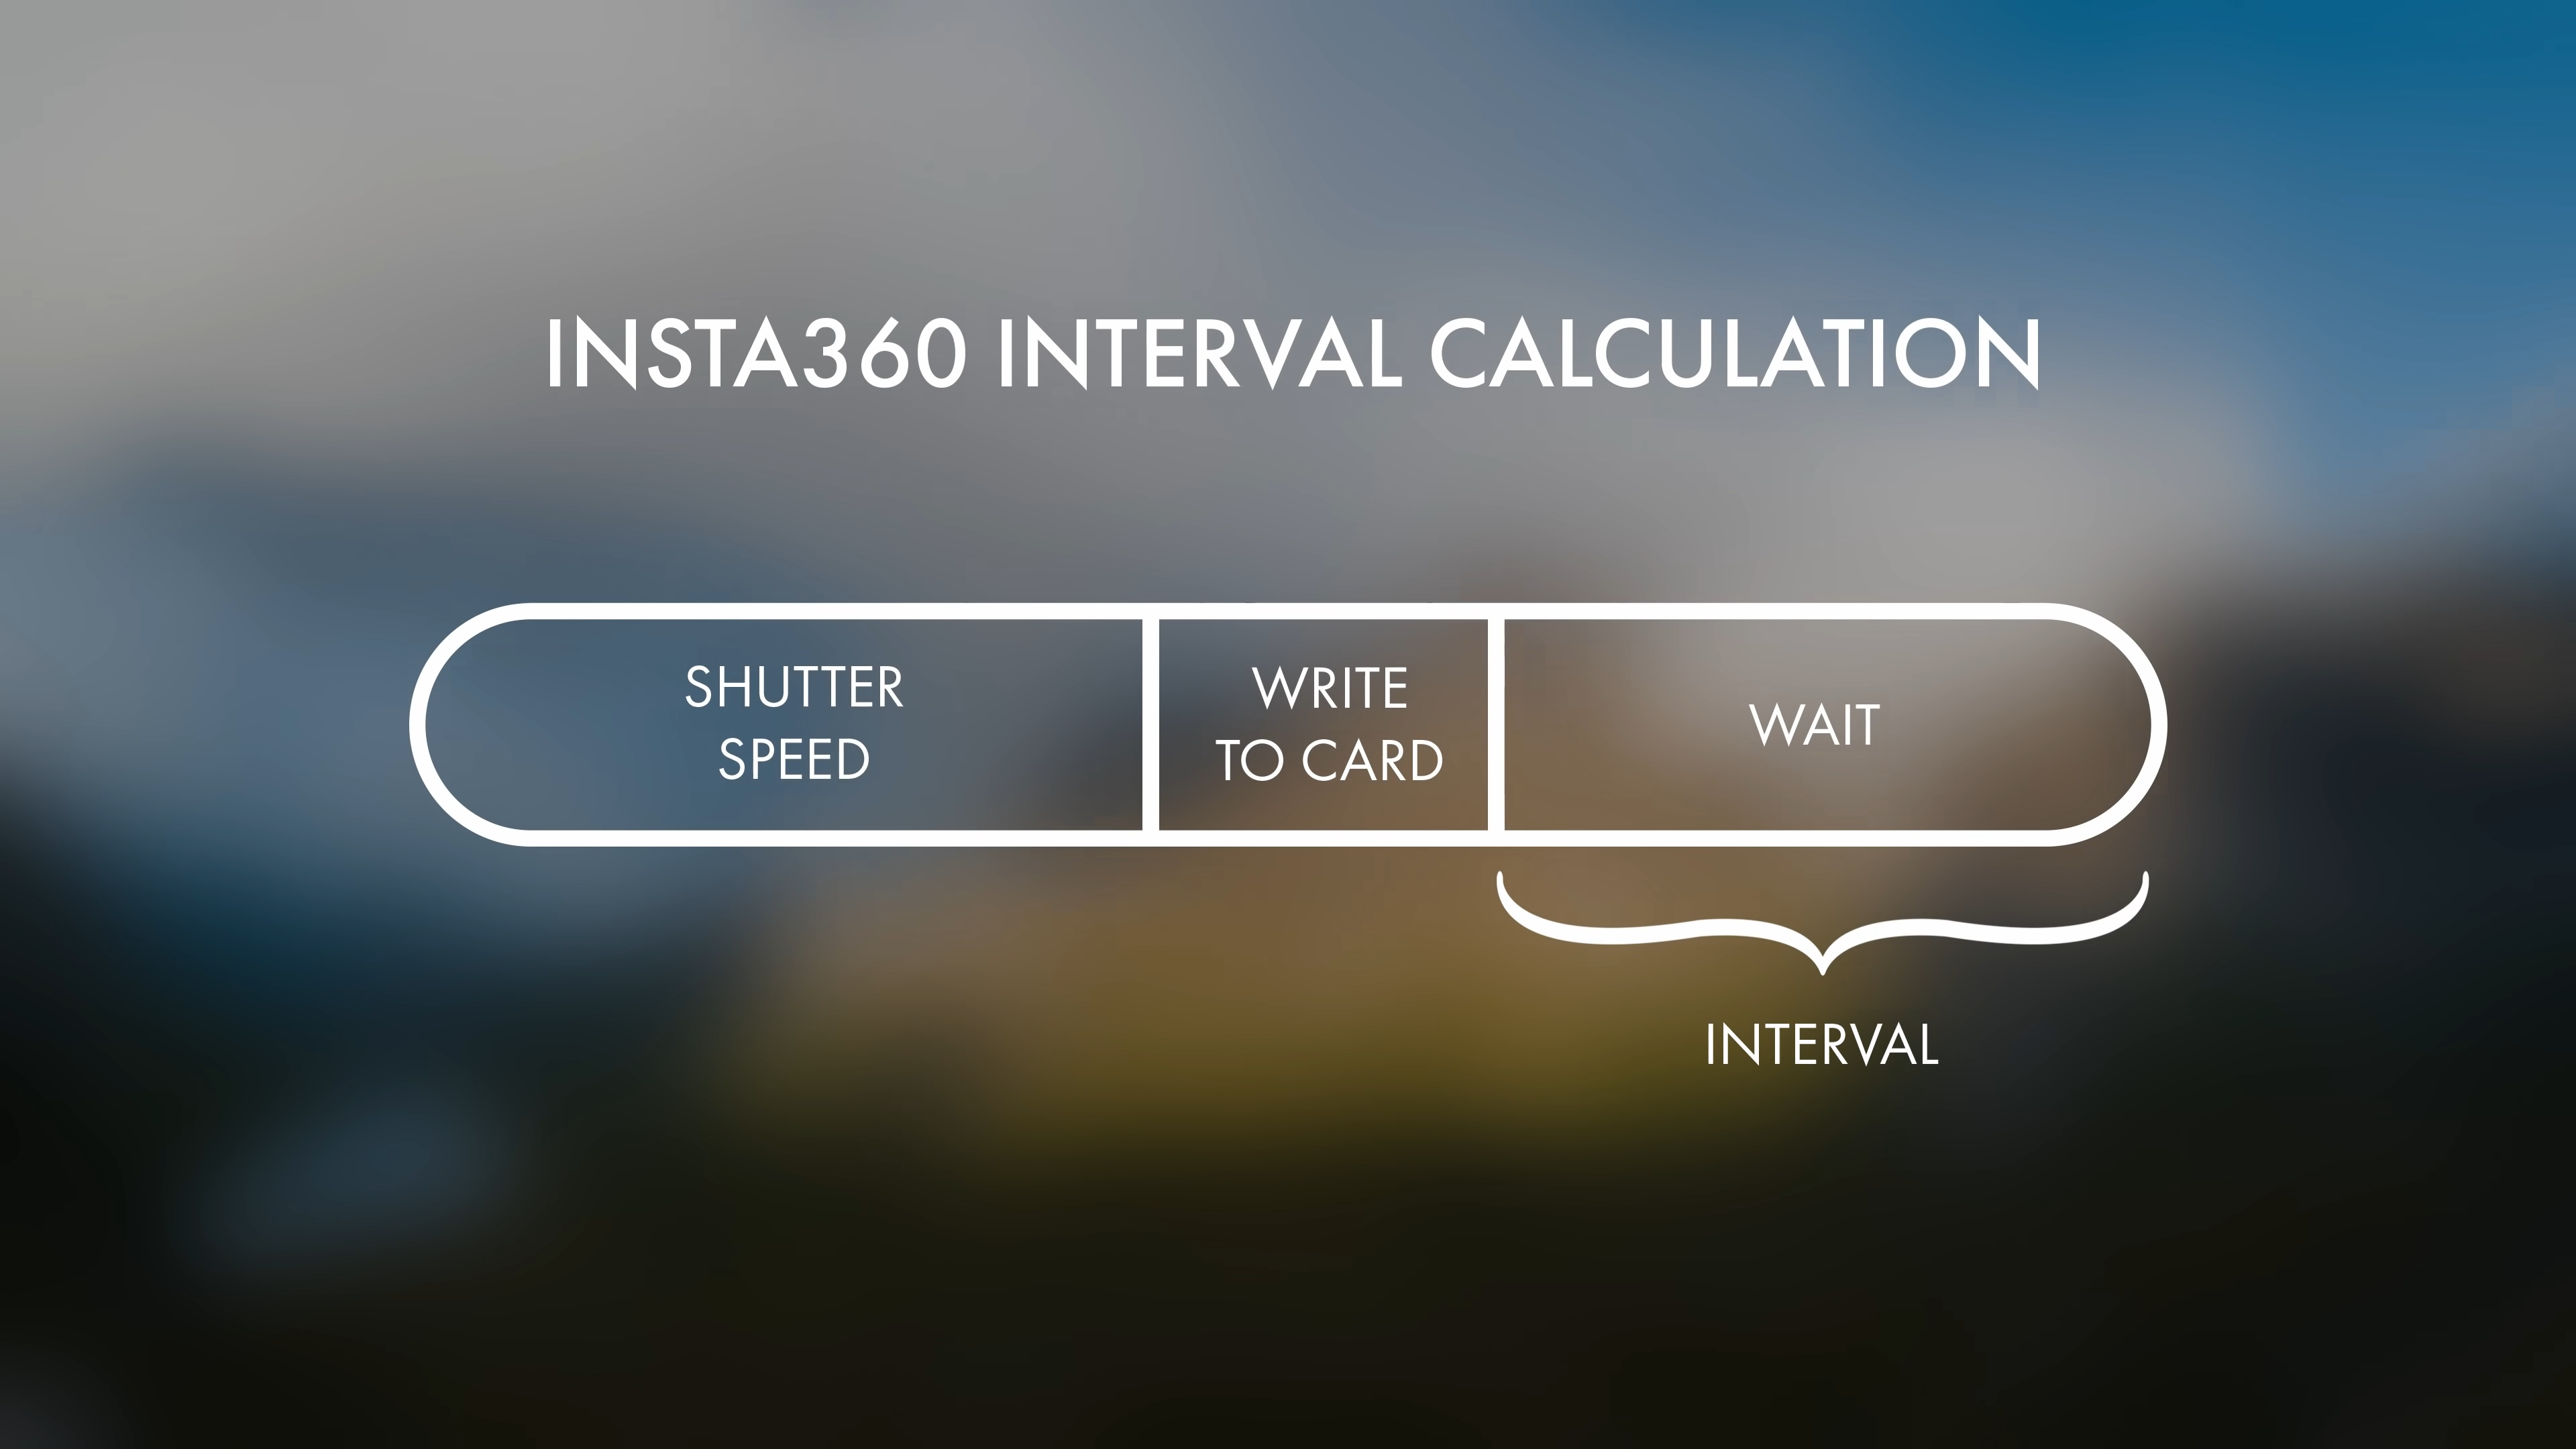 INSTA360 INTERVAL CALCULATION
SHUTTER
SPEED
WRITE
TO CARD
WAIT
INTERVAL